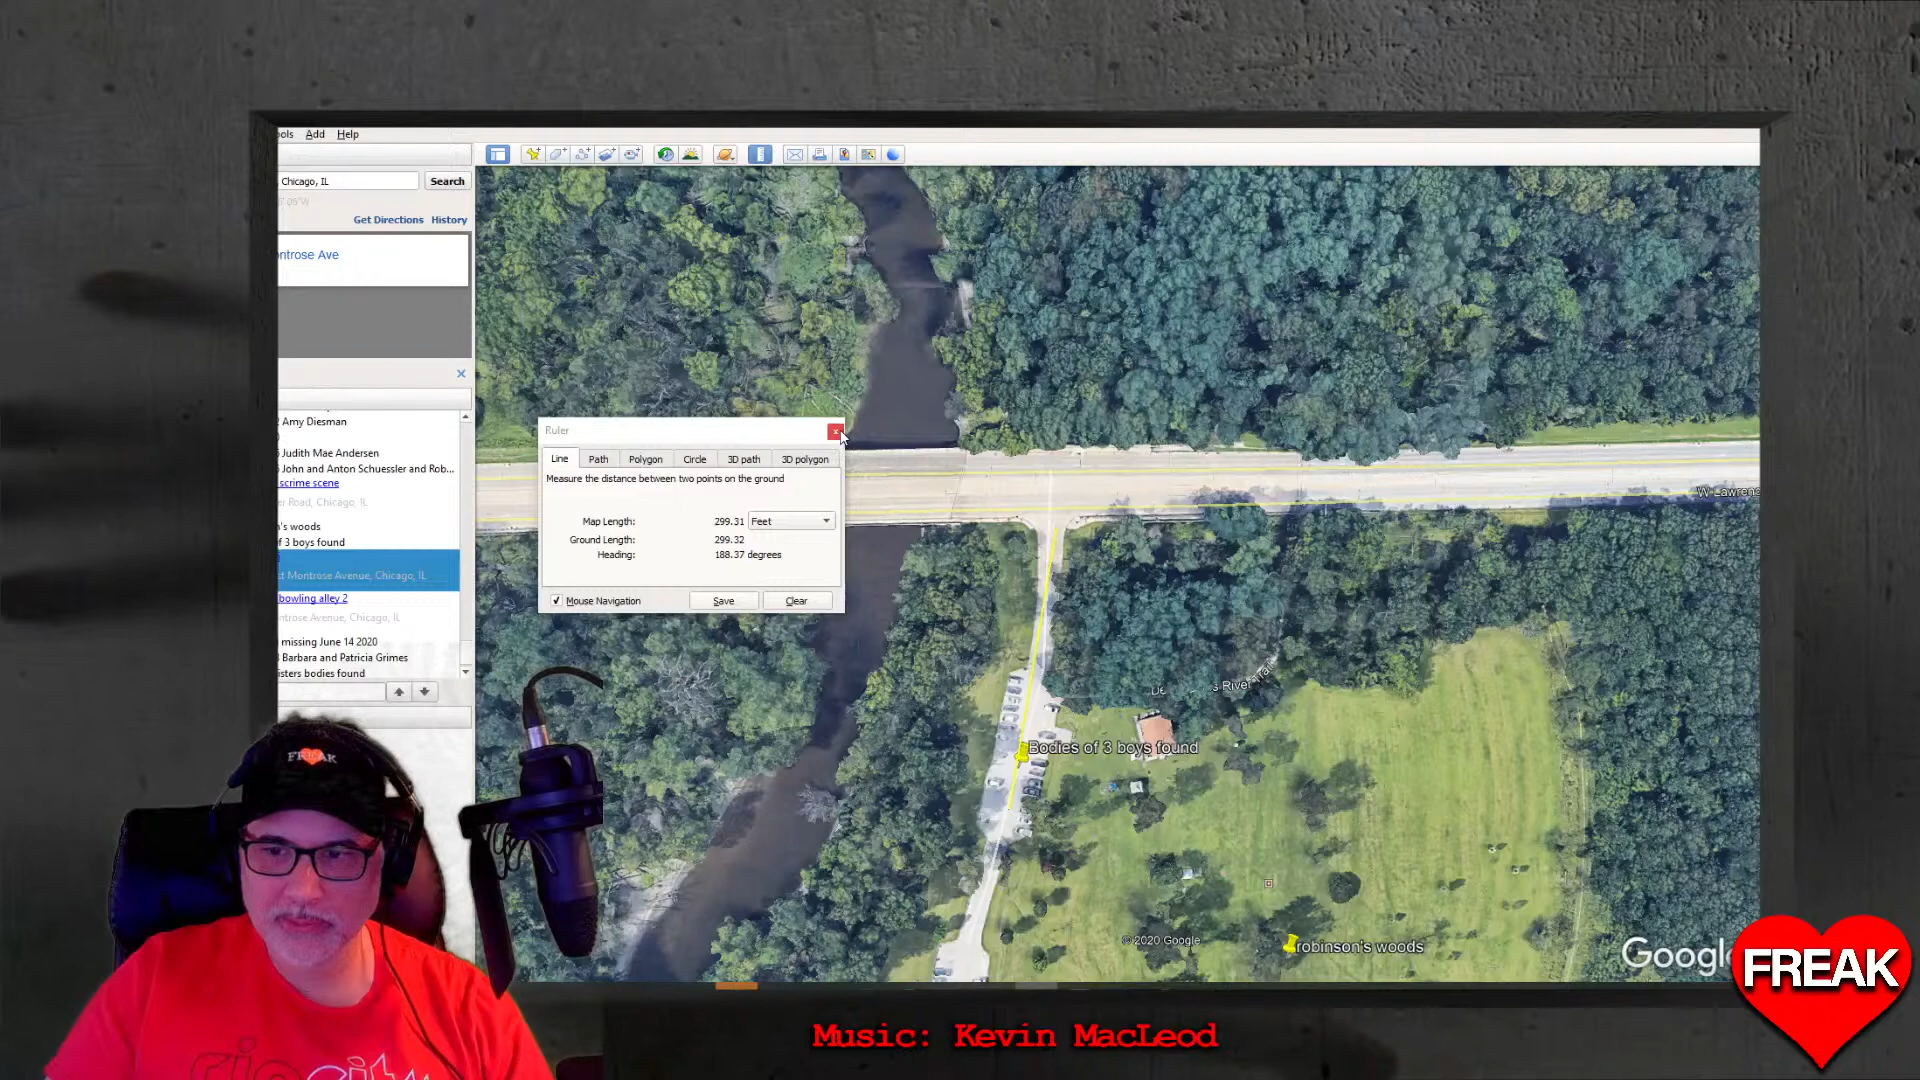 ols Add Help
Chicago, IL Search
Get Directions History
ntrose Ave
Amy Diesman
Judith Mae Andersen
John and Anton Schuessler and Rob...
scrime scene
er Road, Chicago, IL
's woods
f 3 boys found
t Montrose Avenue, Chicago, IL
bowling alley 2
ntrose Avenue, Chicago, IL
missing June 14 2020
Barbara and Patricia Grimes
isters bodies found
Ruler
Line Path Polygon Circle 3D path 3D polygon
Measure the distance between two points on the ground
Map Length: 299.31 Feet
Ground Length: 299.32
Heading: 188.37 degrees
Mouse Navigation Save Clear
W Lawrenc
s River Trail
Bodies of 3 boys found
robinson's woods
© 2020 Google
Google
FREAK
FREAK
Music: Kevin MacLeod